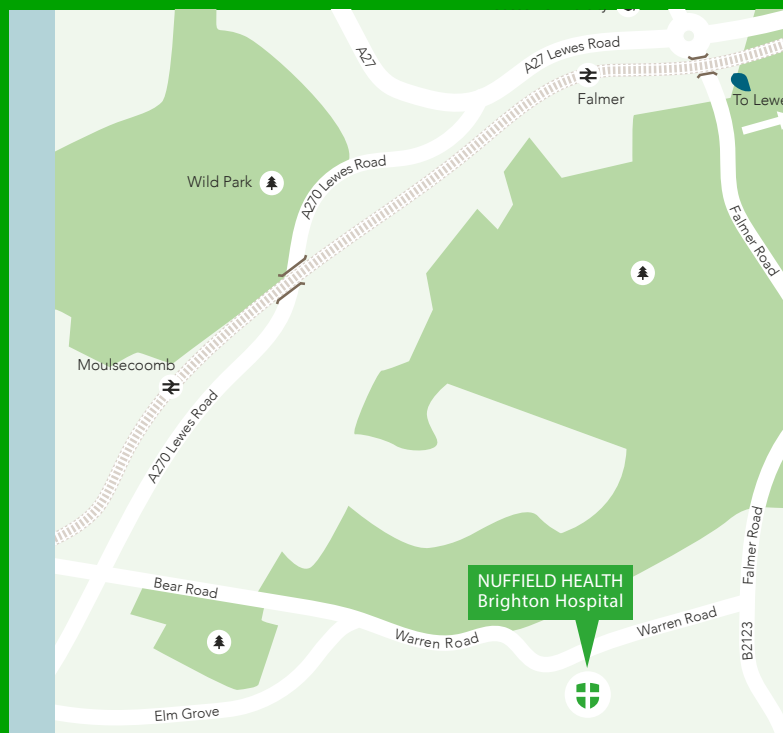 A27
A27 Lewes Road
Falmer
To Lewe
Wild Park
A270 Lewes Road
Falmer Road
Moulsecoomb
A270 Lewes Road
Falmer Road
NUFFIELD HEALTH
Brighton Hospital
Bear Road
Warren Road
Warren Road
B2123
Elm Grove